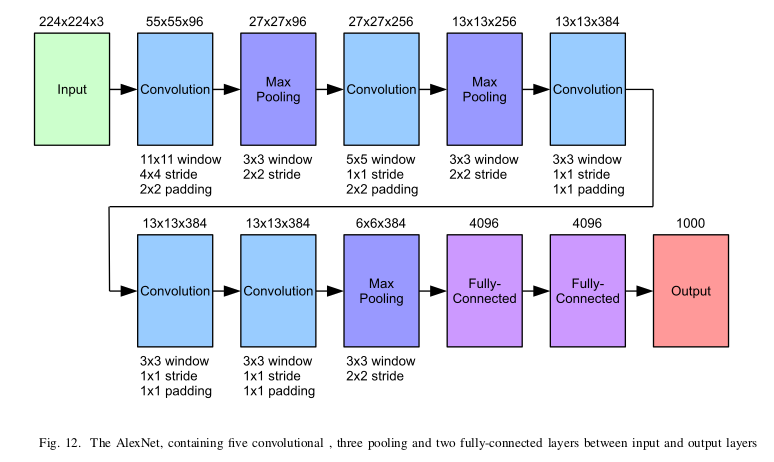 224x224x3 55x55x96 27x27x96 27x27x256 13x13x256 13x13x384
Input Convolution Max Pooling Convolution Max Pooling Convolution
11x11 window 3x3 window 5x5 window 3x3 window 3x3 window
4x4 stride 2x2 stride 1x1 stride 2x2 stride 1x1 stride
2x2 padding 2x2 padding 1x1 padding
13x13x384 13x13x384 6x6x384 4096 4096 1000
Convolution Convolution Max Pooling Fully-Connected Fully-Connected Output
3x3 window 3x3 window 3x3 window
1x1 stride 1x1 stride 2x2 stride
1x1 padding 1x1 padding
Fig. 12. The AlexNet, containing five convolutional , three pooling and two fully-connected layers between input and output layers